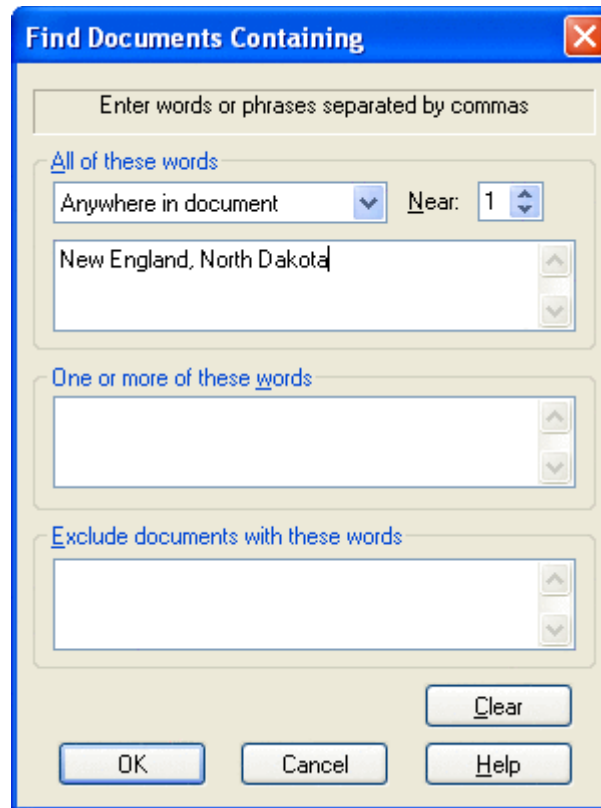 Find Documents Containing
Enter words or phrases separated by commas
All of these words
Anywhere in document Near: 1
New England, North Dakota
One or more of these words
Exclude documents with these words
Clear
OK Cancel Help